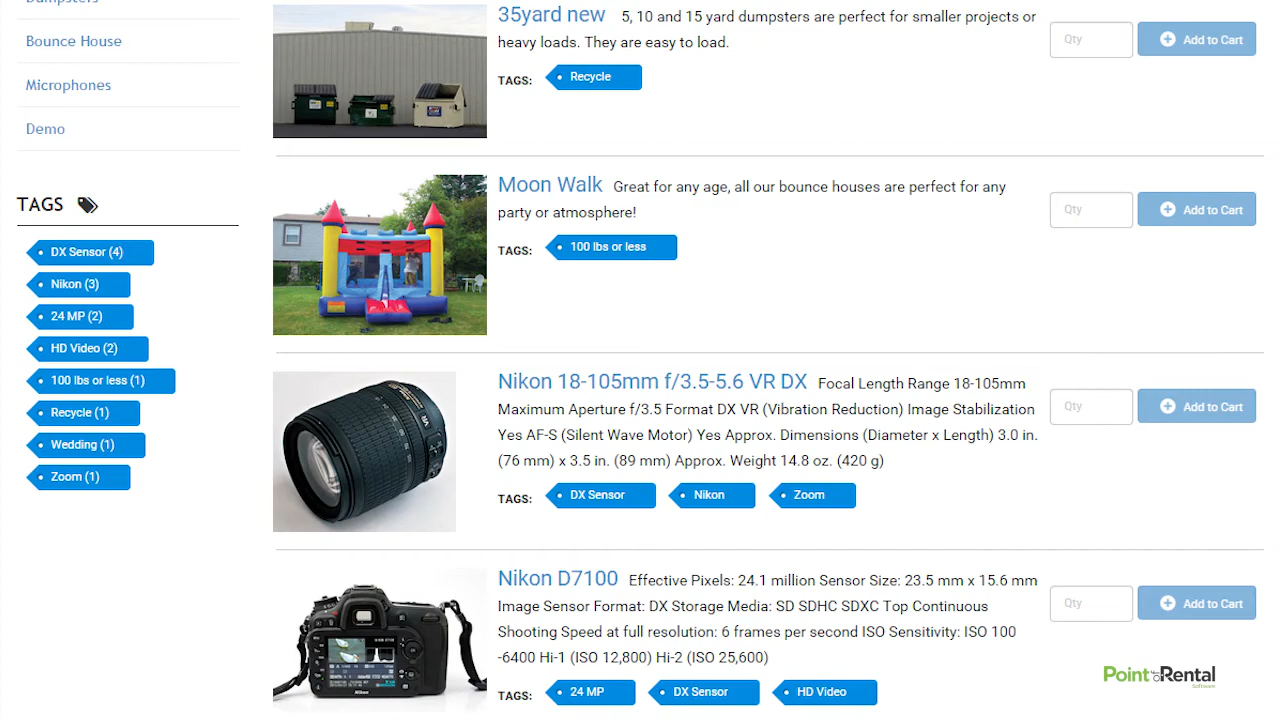 Dumpsters
Bounce House
Microphones
Demo
TAGS
DX Sensor (4)
Nikon (3)
24 MP (2)
HD Video (2)
100 lbs or less (1)
Recycle (1)
Wedding (1)
Zoom (1)
35yard new 5, 10 and 15 yard dumpsters are perfect for smaller projects or
heavy loads. They are easy to load.
TAGS: Recycle
Qty Add to Cart
Moon Walk Great for any age, all our bounce houses are perfect for any
party or atmosphere!
TAGS: 100 lbs or less
Qty Add to Cart
Nikon 18-105mm f/3.5-5.6 VR DX Focal Length Range 18-105mm
Maximum Aperture f/3.5 Format DX VR (Vibration Reduction) Image Stabilization
Yes AF-S (Silent Wave Motor) Yes Approx. Dimensions (Diameter x Length) 3.0 in.
(76 mm) x 3.5 in. (89 mm) Approx. Weight 14.8 oz. (420 g)
TAGS: DX Sensor Nikon Zoom
Qty Add to Cart
VR
Nikon D7100 Effective Pixels: 24.1 million Sensor Size: 23.5 mm x 15.6 mm
Image Sensor Format: DX Storage Media: SD SDHC SDXC Top Continuous
Shooting Speed at full resolution: 6 frames per second ISO Sensitivity: ISO 100
-6400 Hi-1 (ISO 12,800) Hi-2 (ISO 25,600)
TAGS: 24 MP DX Sensor HD Video
Qty Add to Cart
Nikon
Point of Rental
Software